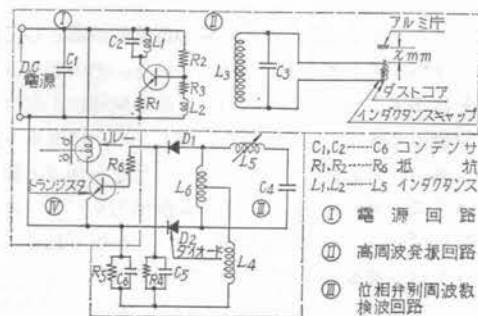 Ⓘ
Ⓘ Ⓘ
DC
電源
C1
C2
L1
R2
R3
R1
L2
L3
C3
アルミ庁
xmm
ダストコア
インダクタンスキャップ
リレー
トランジスタ
R6
D1
L5
L6
C4
D2
ダイオード
L4
R5
C6
R4
C5
Ⅳ
Ⅲ
C1,C2……C6 コンデンサ
R1,R2……R6 抵抗
L1,L2……L5 インダクタンス
Ⓘ 電源回路
Ⅱ 高周波発振回路
Ⅲ 位相弁別周波数
検波回路